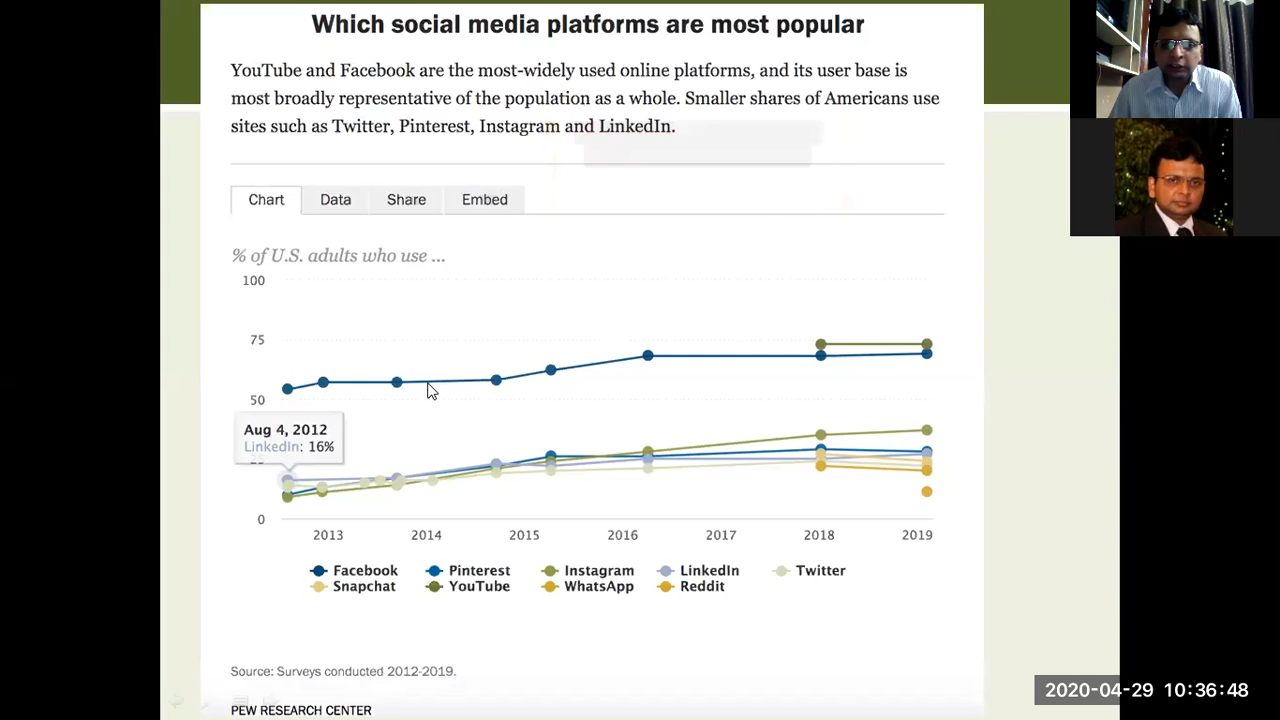 Which social media platforms are most popular
YouTube and Facebook are the most-widely used online platforms, and its user base is
most broadly representative of the population as a whole. Smaller shares of Americans use
sites such as Twitter, Pinterest, Instagram and LinkedIn.
Chart Data Share Embed
% of U.S. adults who use ...
100
75
50
Aug 4, 2012
LinkedIn: 16%
25
0
2013 2014 2015 2016 2017 2018 2019
Facebook Pinterest Instagram LinkedIn Twitter
Snapchat YouTube WhatsApp Reddit
Source: Surveys conducted 2012-2019.
PEW RESEARCH CENTER
2020-04-29 10:36:48